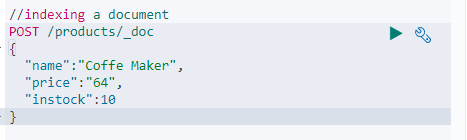 //indexing a document
POST /products/_doc
{
"name":"Coffe Maker",
"price":"64",
"instock":10
}